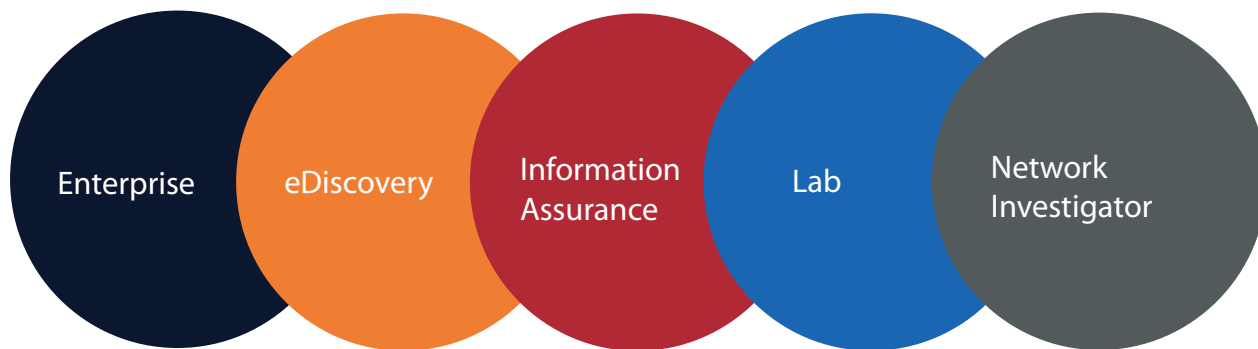 Enterprise
eDiscovery
Information
Assurance
Lab
Network
Investigator